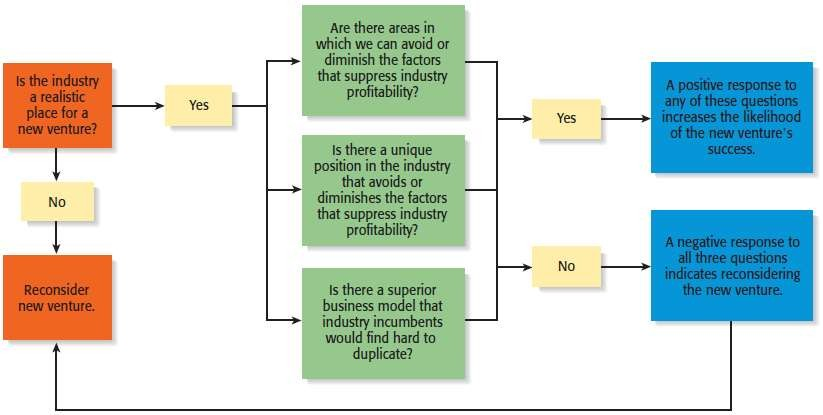 Is the industry
a realistic
place for a
new venture?
Yes
No
Reconsider
new venture.
Are there areas in
which we can avoid or
diminish the factors
that suppress industry
profitability?
Is there a unique
position in the industry
that avoids or
diminishes the factors
that suppress industry
profitability?
Is there a superior
business model that
industry incumbents
would find hard to
duplicate?
Yes
No
A positive response to
any of these questions
increases the likelihood
of the new venture's
success.
A negative response to
all three questions
indicates reconsidering
the new venture.